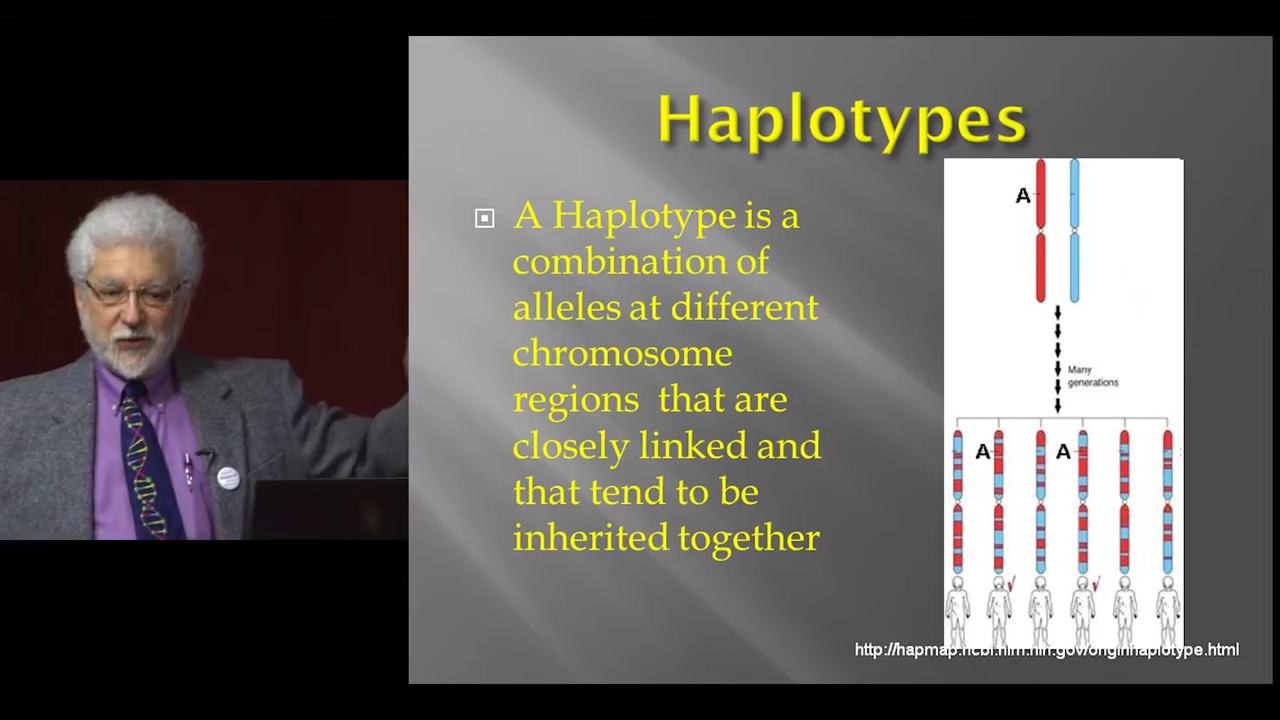 Haplotypes
A Haplotype is a
combination of
alleles at different
chromosome
regions that are
closely linked and
that tend to be
inherited together
A
Many
generations
A A
http://hapmap.ncbi.nlm.nih.gov/originhaplotype.html